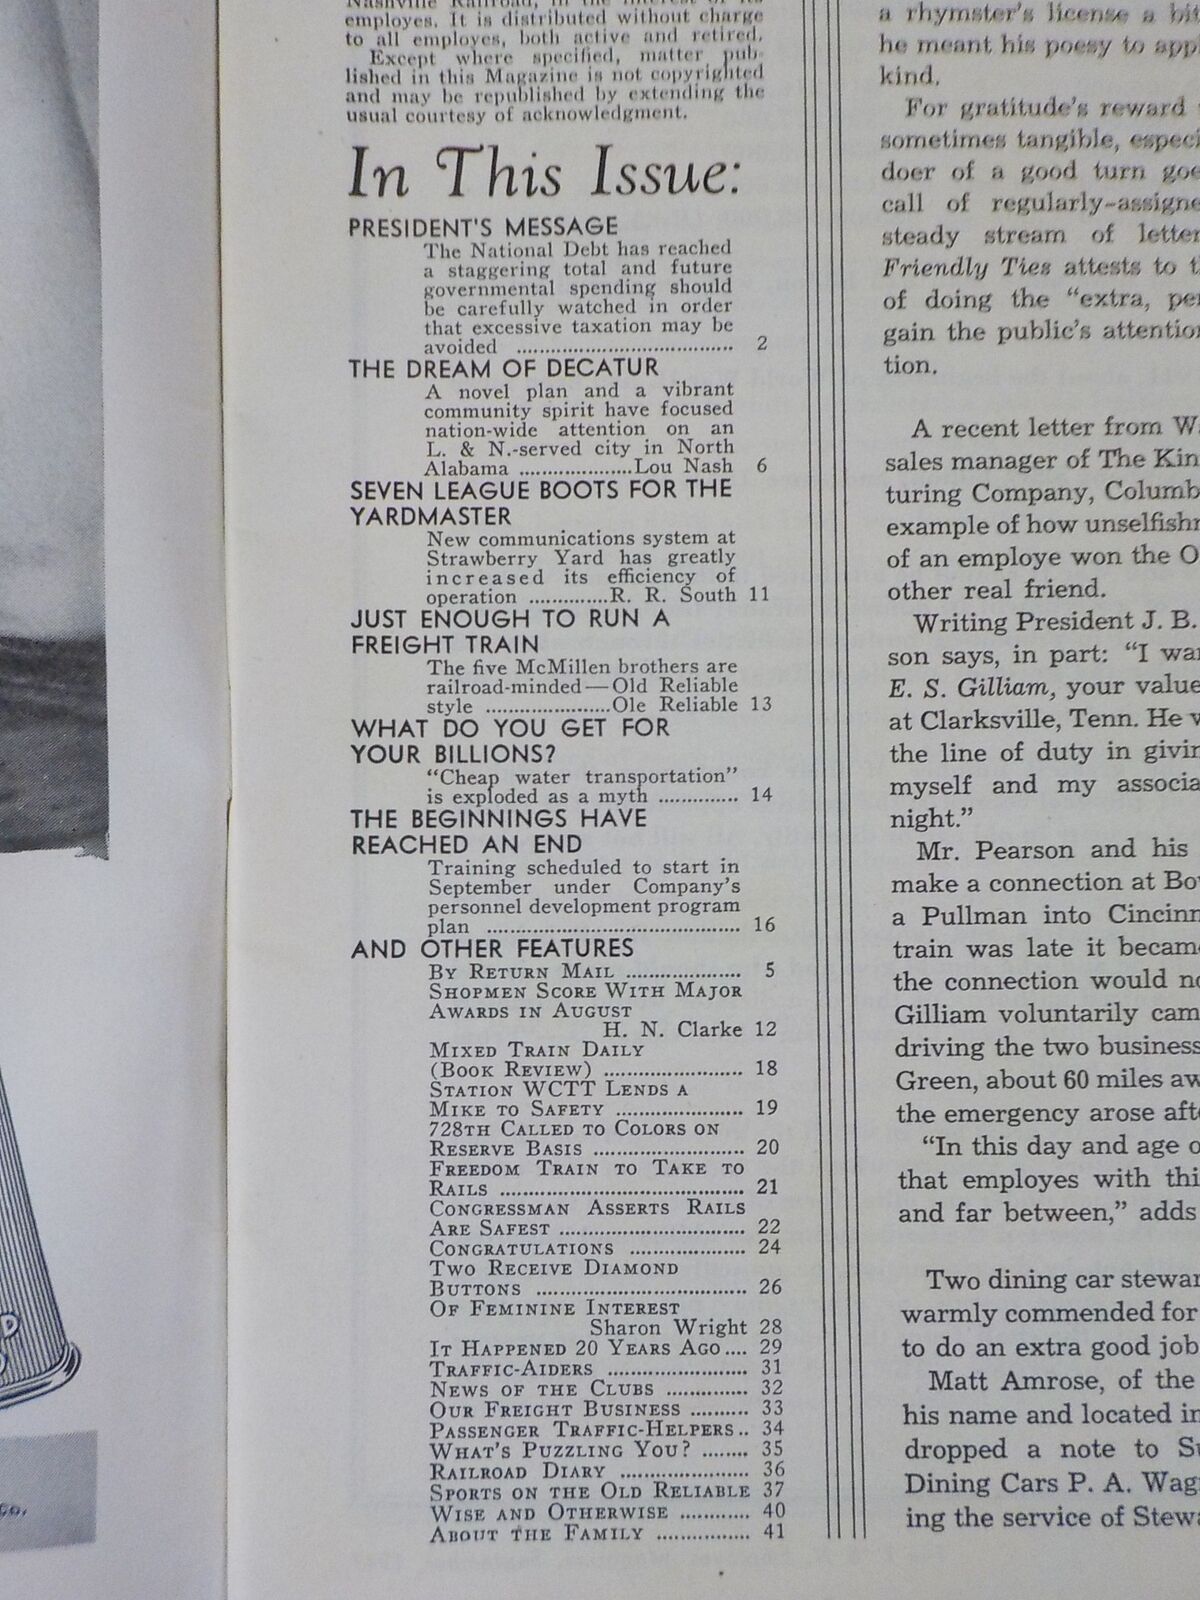 Nashville Railroad, in the interest of its
employes. It is distributed without charge
to all employes, both active and retired.
Except where specified, matter pub-
lished in this Magazine is not copyrighted
and may be republished by extending the
usual courtesy of acknowledgment.
In This Issue:
PRESIDENT'S MESSAGE
The National Debt has reached
a staggering total and future
governmental spending should
be carefully watched in order
that excessive taxation may be
avoided ..................................... 2
THE DREAM OF DECATUR
A novel plan and a vibrant
community spirit have focused
nation-wide attention on an
L. & N.-served city in North
Alabama ....................Lou Nash 6
SEVEN LEAGUE BOOTS FOR THE
YARDMASTER
New communications system at
Strawberry Yard has greatly
increased its efficiency of
operation ..............R. R. South 11
JUST ENOUGH TO RUN A
FREIGHT TRAIN
The five McMillen brothers are
railroad-minded—Old Reliable
style ......................Ole Reliable 13
WHAT DO YOU GET FOR
YOUR BILLIONS?
"Cheap water transportation"
is exploded as a myth .............. 14
THE BEGINNINGS HAVE
REACHED AN END
Training scheduled to start in
September under Company's
personnel development program
plan ............................................ 16
AND OTHER FEATURES
BY RETURN MAIL .................... 5
SHOPMEN SCORE WITH MAJOR
AWARDS IN AUGUST
H. N. Clarke 12
MIXED TRAIN DAILY
(BOOK REVIEW) ........................ 18
STATION WCTT LENDS A
MIKE TO SAFETY ...................... 19
728TH CALLED TO COLORS ON
RESERVE BASIS .......................... 20
FREEDOM TRAIN TO TAKE TO
RAILS .......................................... 21
CONGRESSMAN ASSERTS RAILS
ARE SAFEST ................................ 22
CONGRATULATIONS .................... 24
TWO RECEIVE DIAMOND
BUTTONS .................................... 26
OF FEMININE INTEREST
Sharon Wright 28
IT HAPPENED 20 YEARS AGO.... 29
TRAFFIC-AIDERS .......................... 31
NEWS OF THE CLUBS .............. 32
OUR FREIGHT BUSINESS .......... 33
PASSENGER TRAFFIC-HELPERS.. 34
WHAT'S PUZZLING YOU? ........ 35
RAILROAD DIARY ...................... 36
SPORTS ON THE OLD RELIABLE 37
WISE AND OTHERWISE ............ 40
ABOUT THE FAMILY .................. 41
a rhymster's license a bit
he meant his poesy to appl
kind.
For gratitude's reward
sometimes tangible, especi
doer of a good turn goe
call of regularly-assigne
steady stream of letter
Friendly Ties attests to t
of doing the "extra, per
gain the public's attention
tion.
A recent letter from Wa
sales manager of The Kin
turing Company, Columb
example of how unselfishn
of an employe won the O
other real friend.
Writing President J. B.
son says, in part: "I wan
E. S. Gilliam, your value
at Clarksville, Tenn. He v
the line of duty in givin
myself and my associa
night."
Mr. Pearson and his
make a connection at Bow
a Pullman into Cincinn
train was late it became
the connection would no
Gilliam voluntarily cam
driving the two business
Green, about 60 miles aw
the emergency arose afte
"In this day and age o
that employes with thi
and far between," adds
Two dining car stewar
warmly commended for
to do an extra good job
Matt Amrose, of the
his name and located in
dropped a note to Su
Dining Cars P. A. Wag
ing the service of Stewa